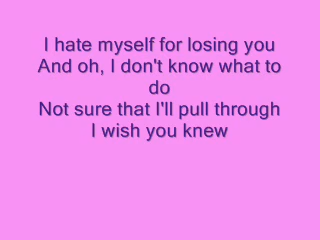 I hate myself for losing you
And oh, I don't know what to
do
Not sure that I'll pull through
I wish you knew